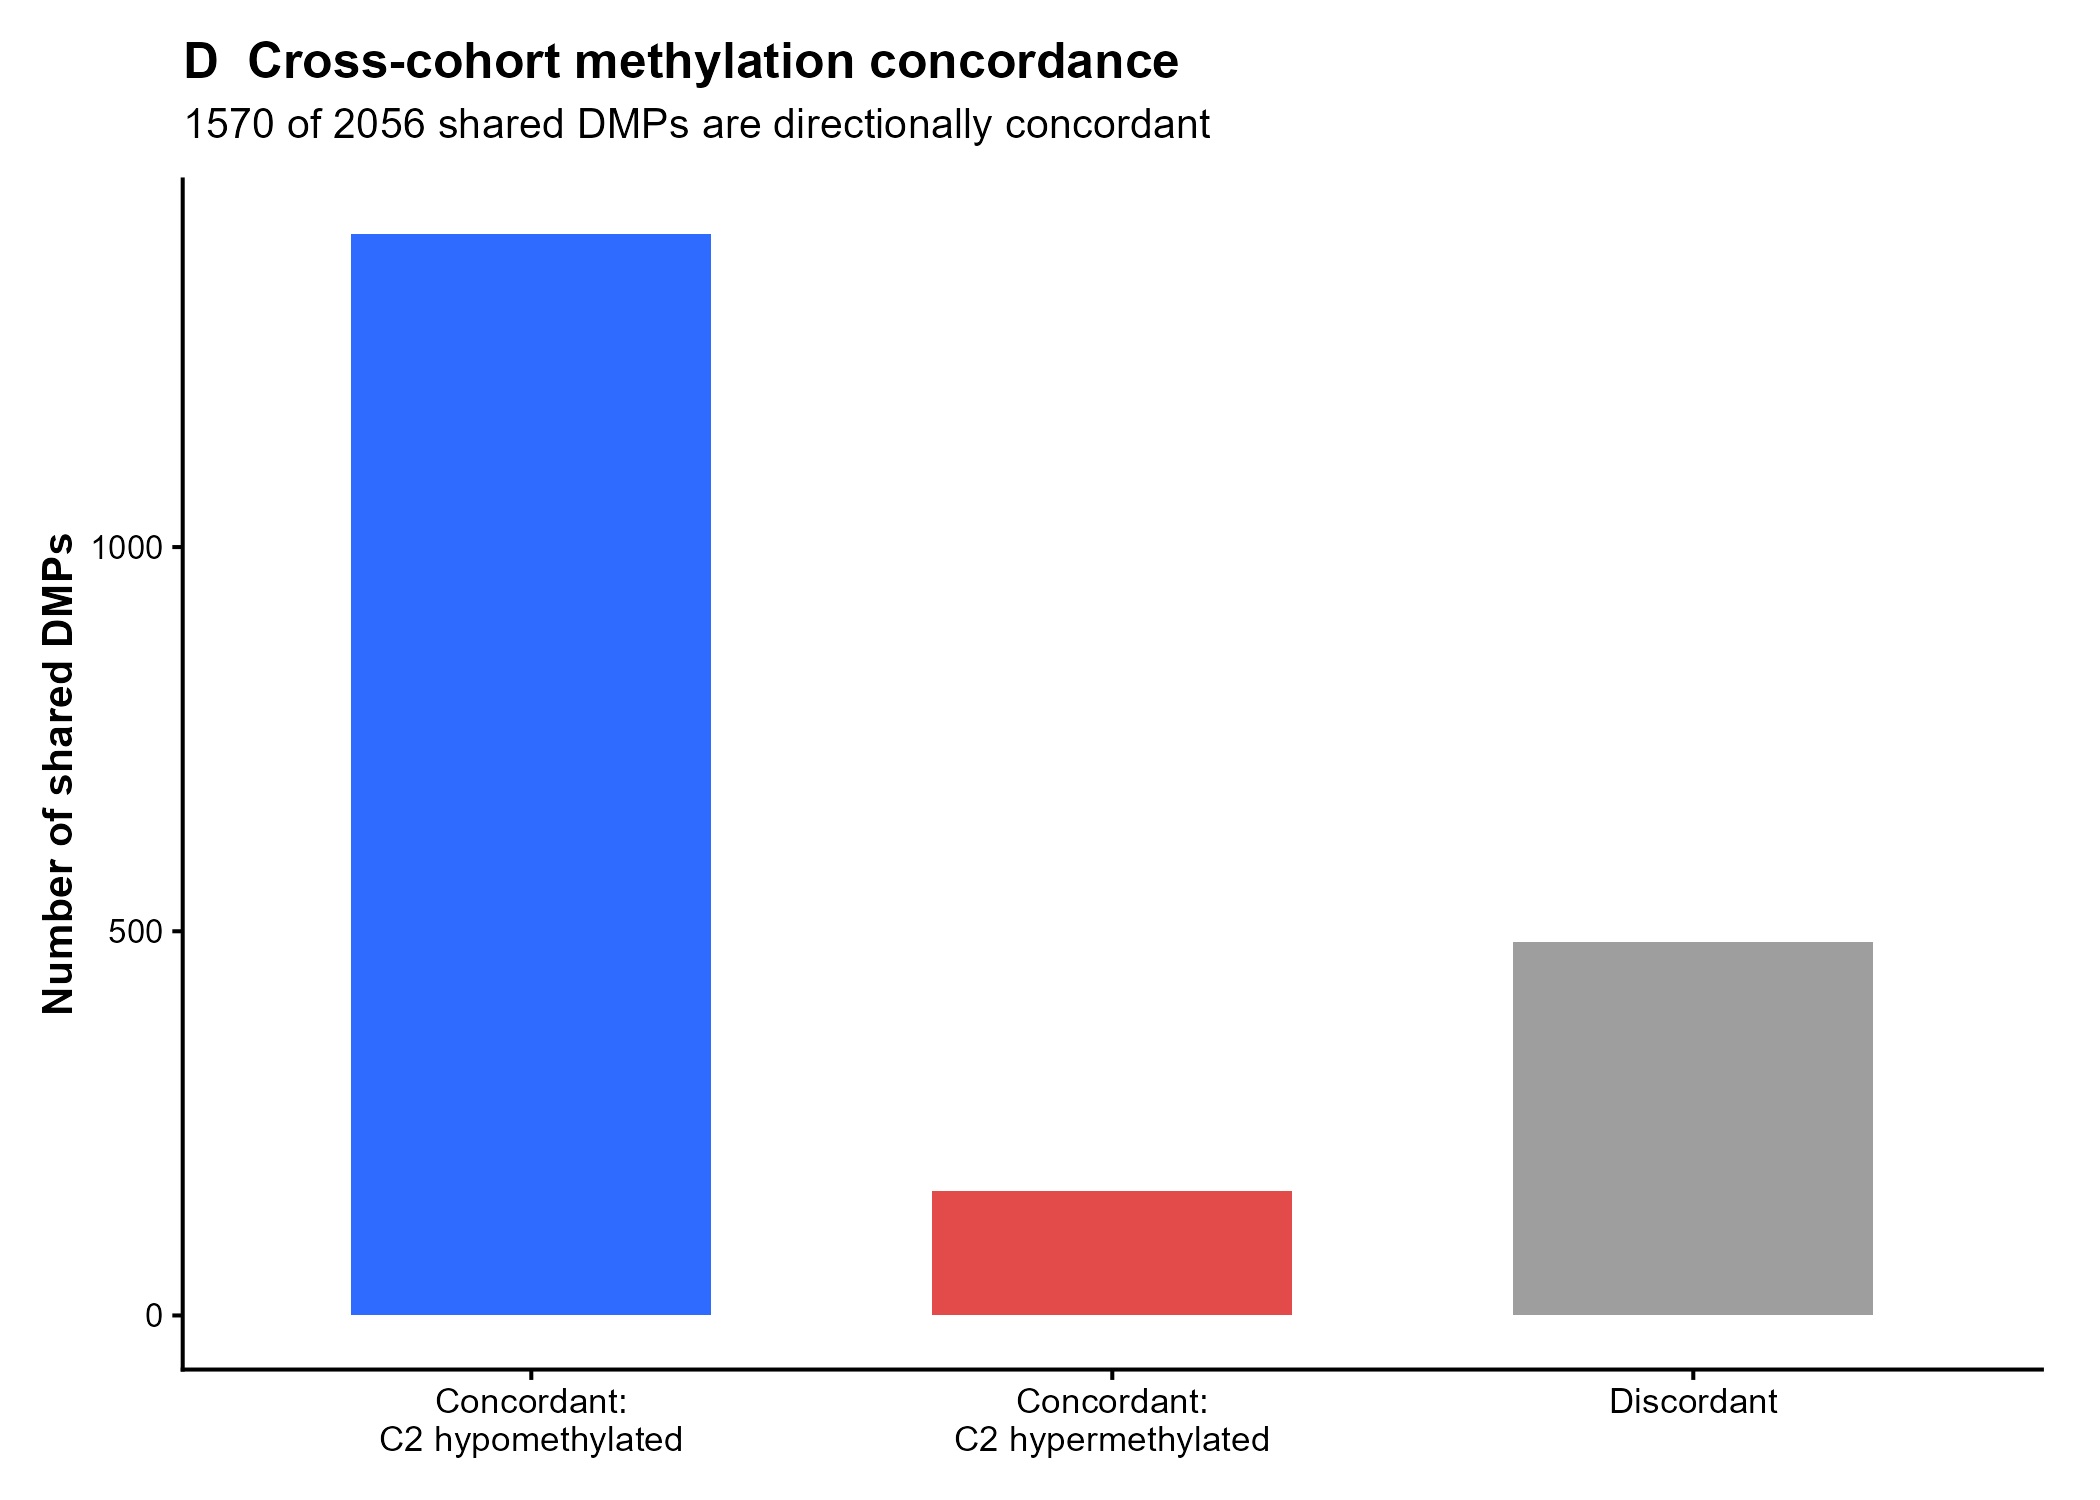 D  Cross-cohort methylation concordance
1570 of 2056 shared DMPs are directionally concordant
Number of shared DMPs
1000
500
0
Concordant:
C2 hypomethylated
Concordant:
C2 hypermethylated
Discordant